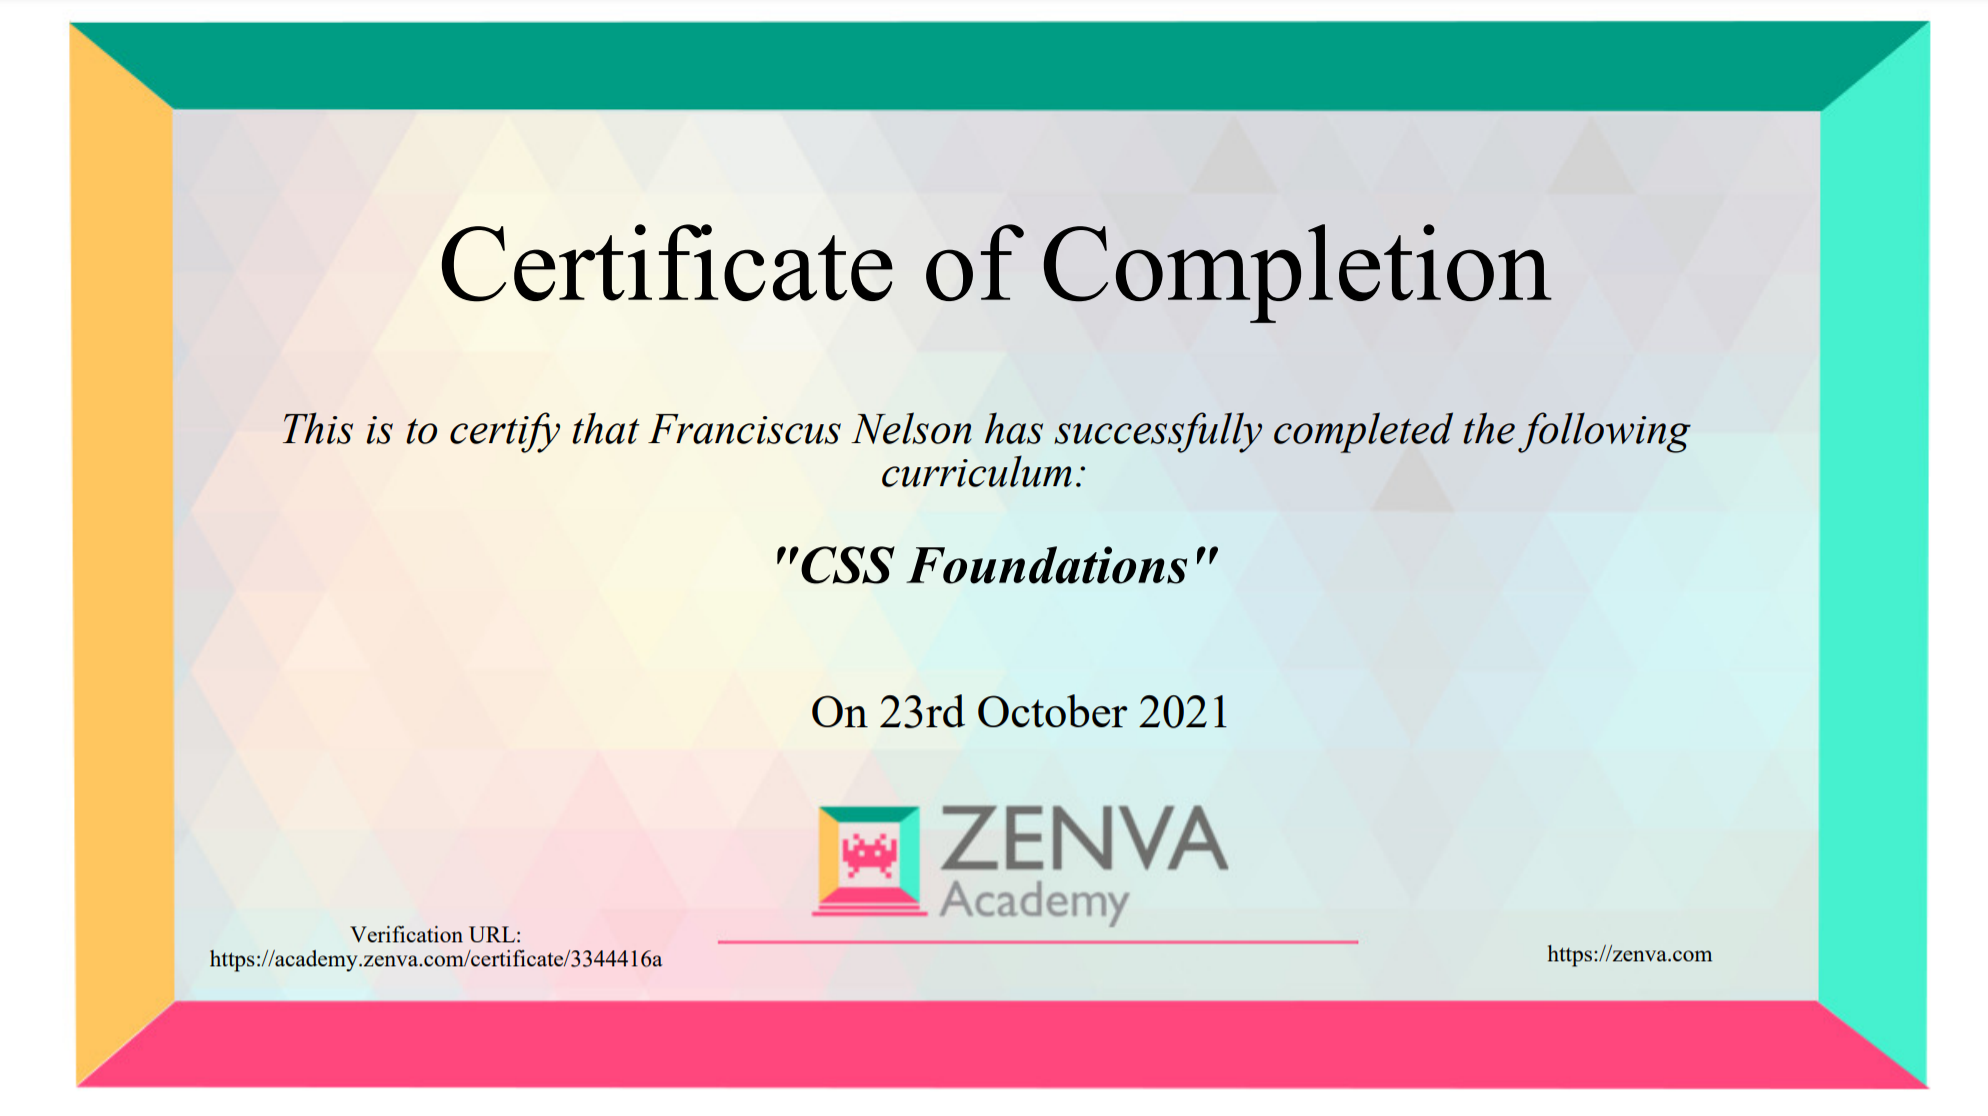 Certificate of Completion
This is to certify that Franciscus Nelson has successfully completed the following
curriculum:
"CSS Foundations"
On 23rd October 2021
ZENVA
Academy
Verification URL:
https://academy.zenva.com/certificate/3344416a
https://zenva.com